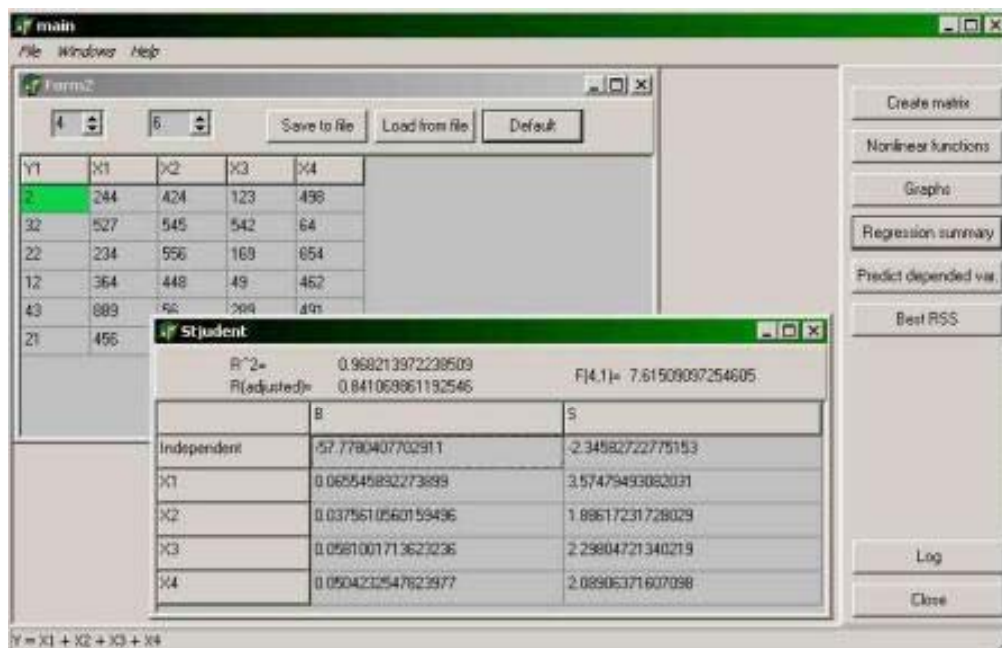 main
File Windows Help
Form2
4 6 Save to file Load from file Default
Y1 X1 X2 X3 X4
2 244 424 123 498
32 527 545 542 64
22 234 556 169 654
12 364 448 49 462
43 889 56 289 491
21 456
Stjudent
R^2= 0.968213972238509
R(adjusted)= 0.841069861192546
F(4,1)= 7.61509097254605
B S
Independent -57.7780407702911 -2.34582722775153
X1 0.065545892273899 3.57479493082031
X2 0.0375610560159496 1.88617231728029
X3 0.0581001713623236 2.29804721340219
X4 0.0504232547823977 2.08906371607098
Create matrix
Nonlinear functions
Graphs
Regression summary
Predict depended var.
Best RSS
Log
Close
Y = X1 + X2 + X3 + X4